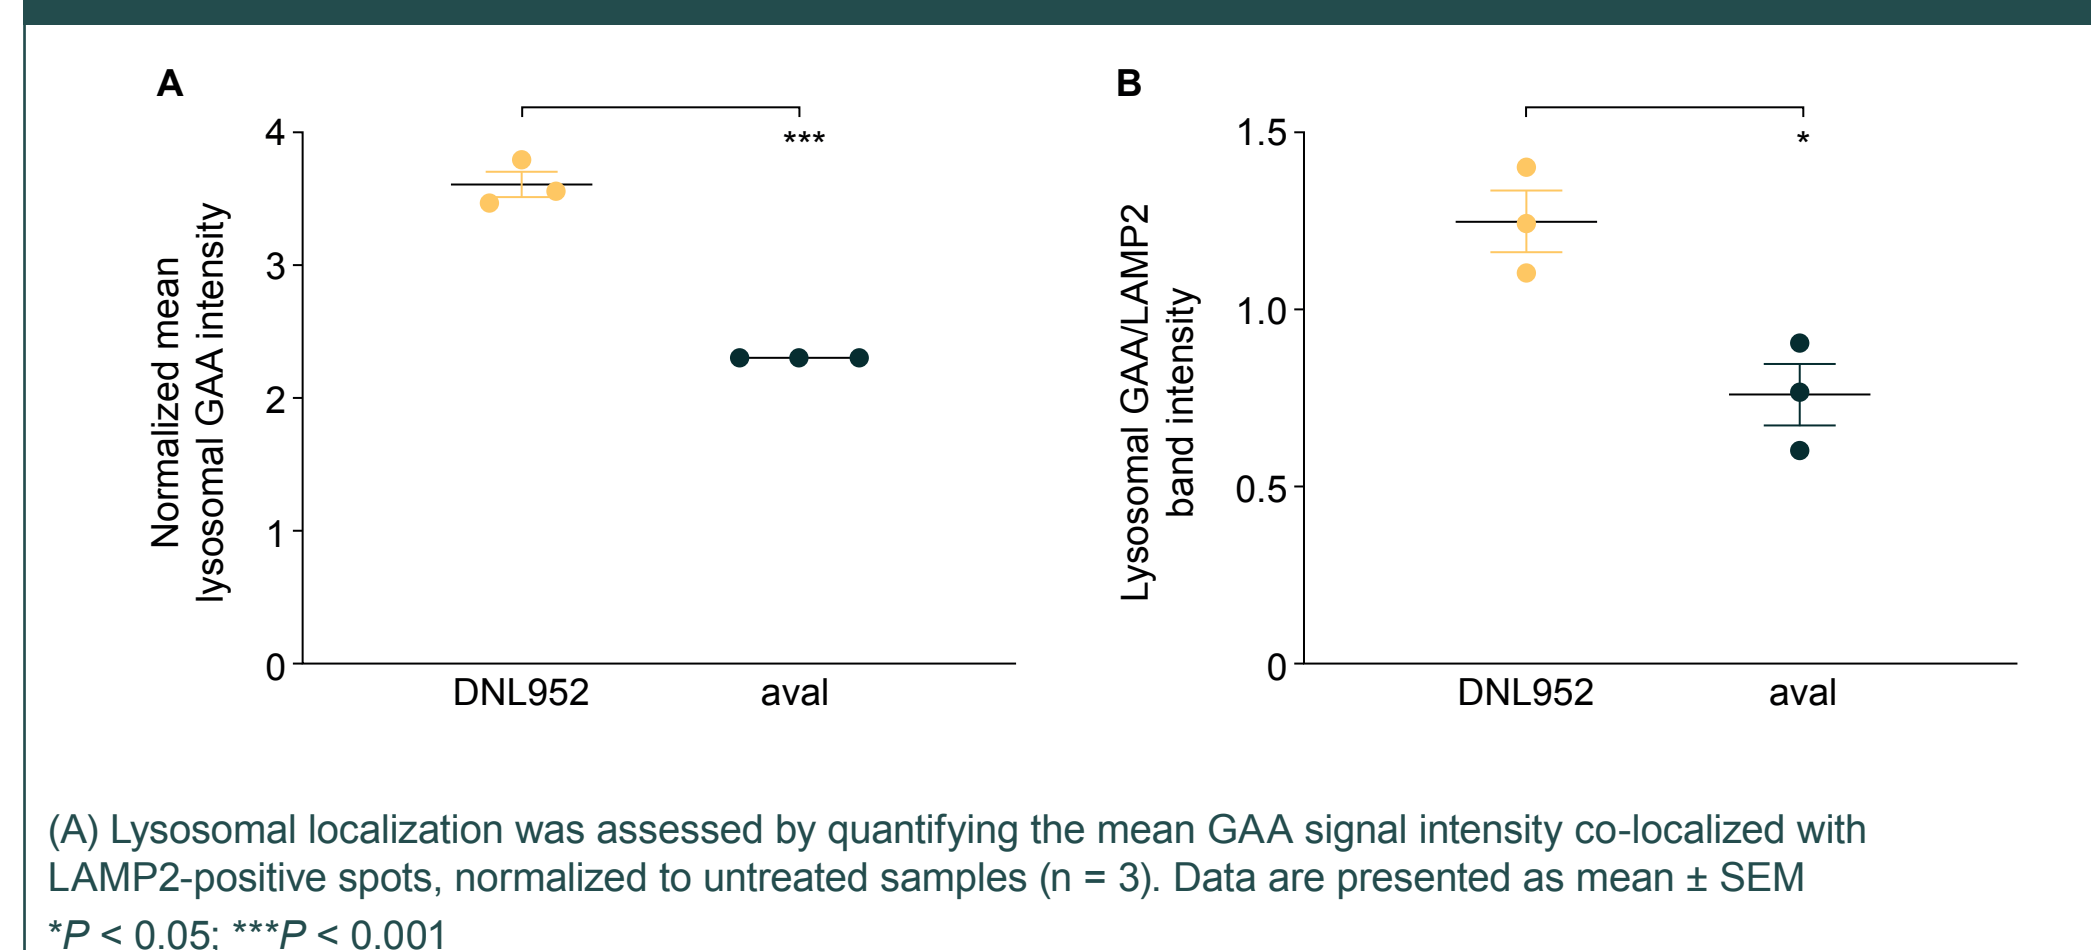 A
***
4
3
2
1
0
Normalized mean
lysosomal GAA intensity
DNL952 aval
B
*
1.5
1.0
0.5
0
Lysosomal GAA/LAMP2
band intensity
DNL952 aval
(A) Lysosomal localization was assessed by quantifying the mean GAA signal intensity co-localized with
LAMP2-positive spots, normalized to untreated samples (n = 3). Data are presented as mean ± SEM
*P < 0.05; ***P < 0.001